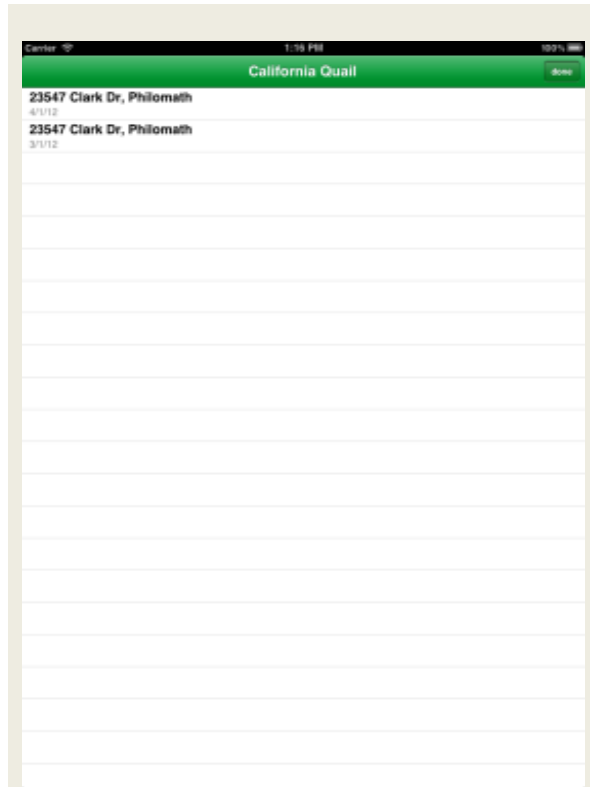 Carrier 1:16 PM 100%
California Quail done
23547 Clark Dr, Philomath
4/1/12
23547 Clark Dr, Philomath
3/1/12